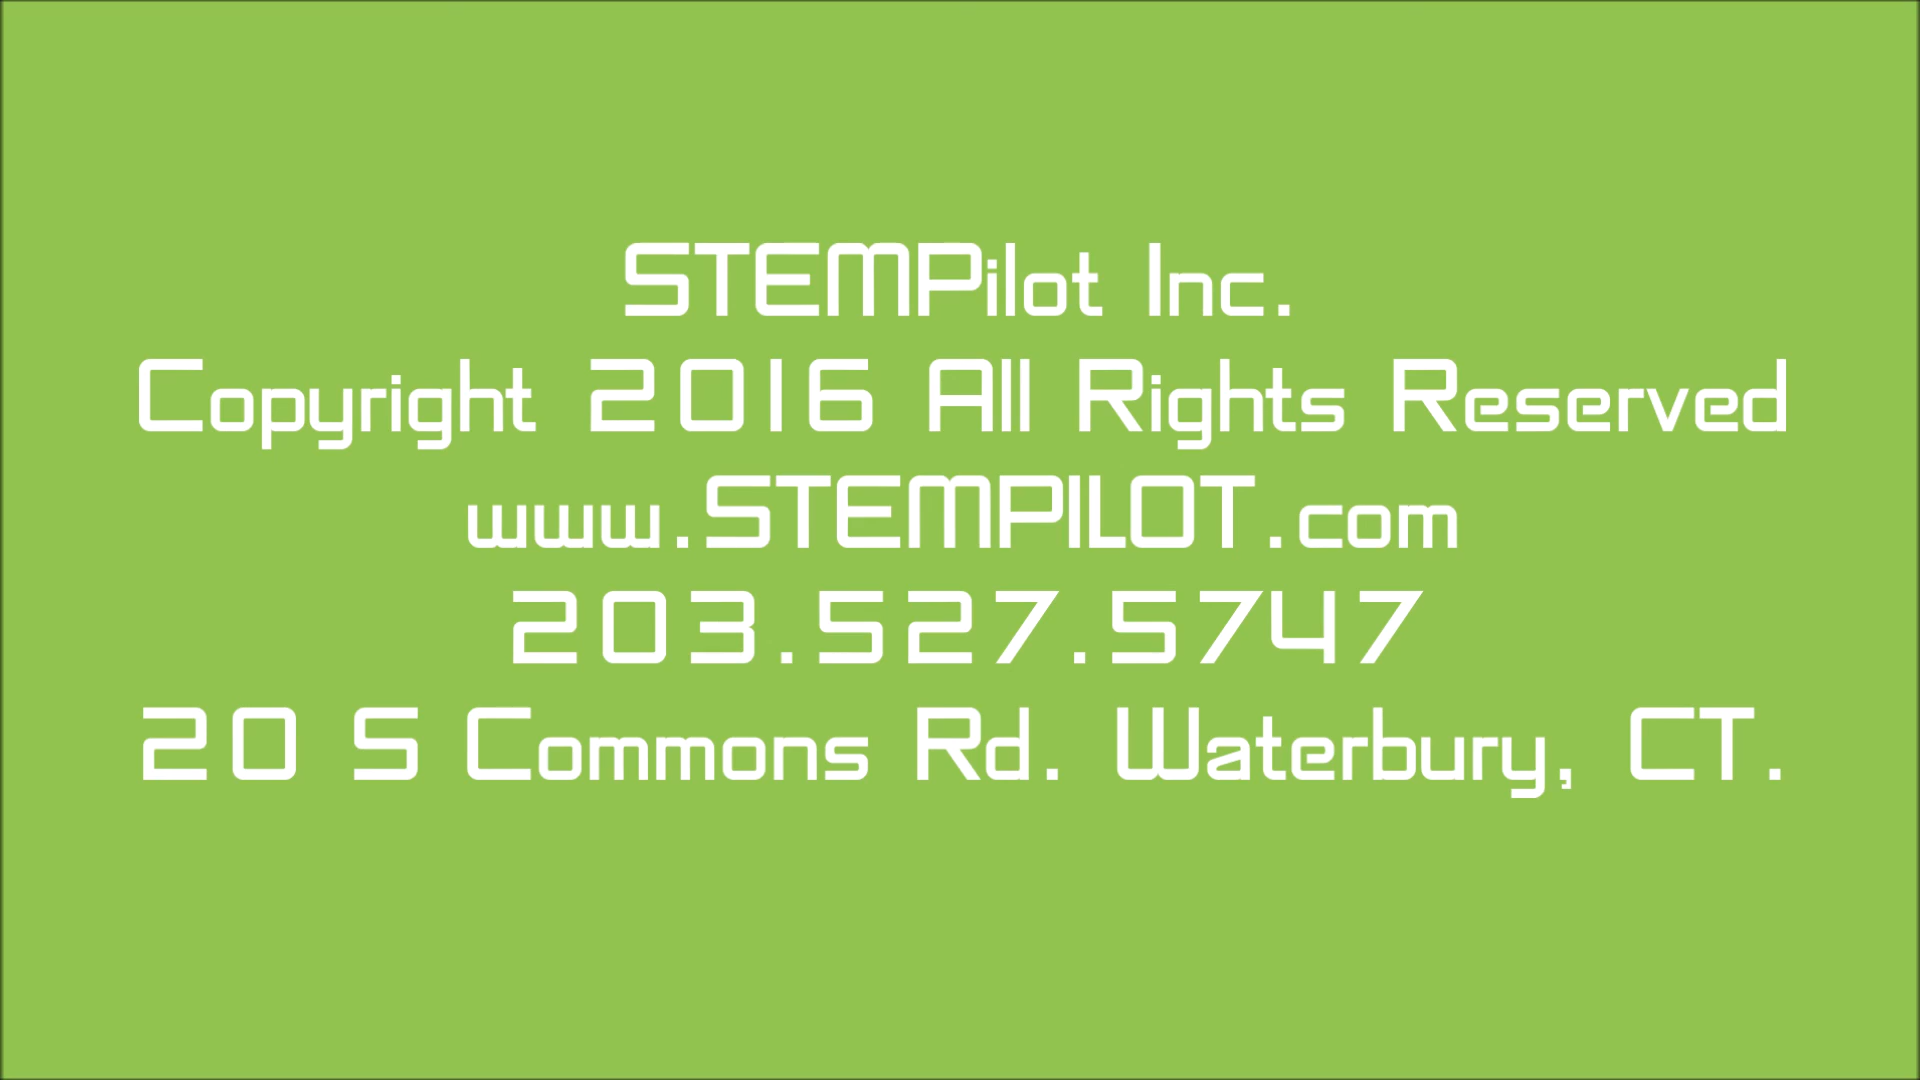 STEMPilot Inc.
Copyright 2016 All Rights Reserved
www.STEMPILOT.com
203.527.5747
20 S Commons Rd. Waterbury, CT.